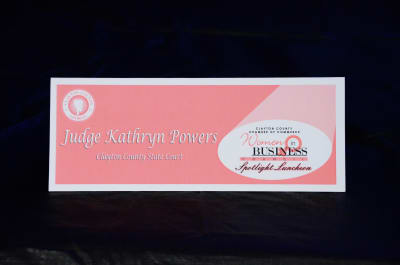 Judge Kathryn Powers
Clayton County State Court
CLAYTON COUNTY
CHAMBER OF COMMERCE
Women
IN
BUSINESS
Spotlight Luncheon